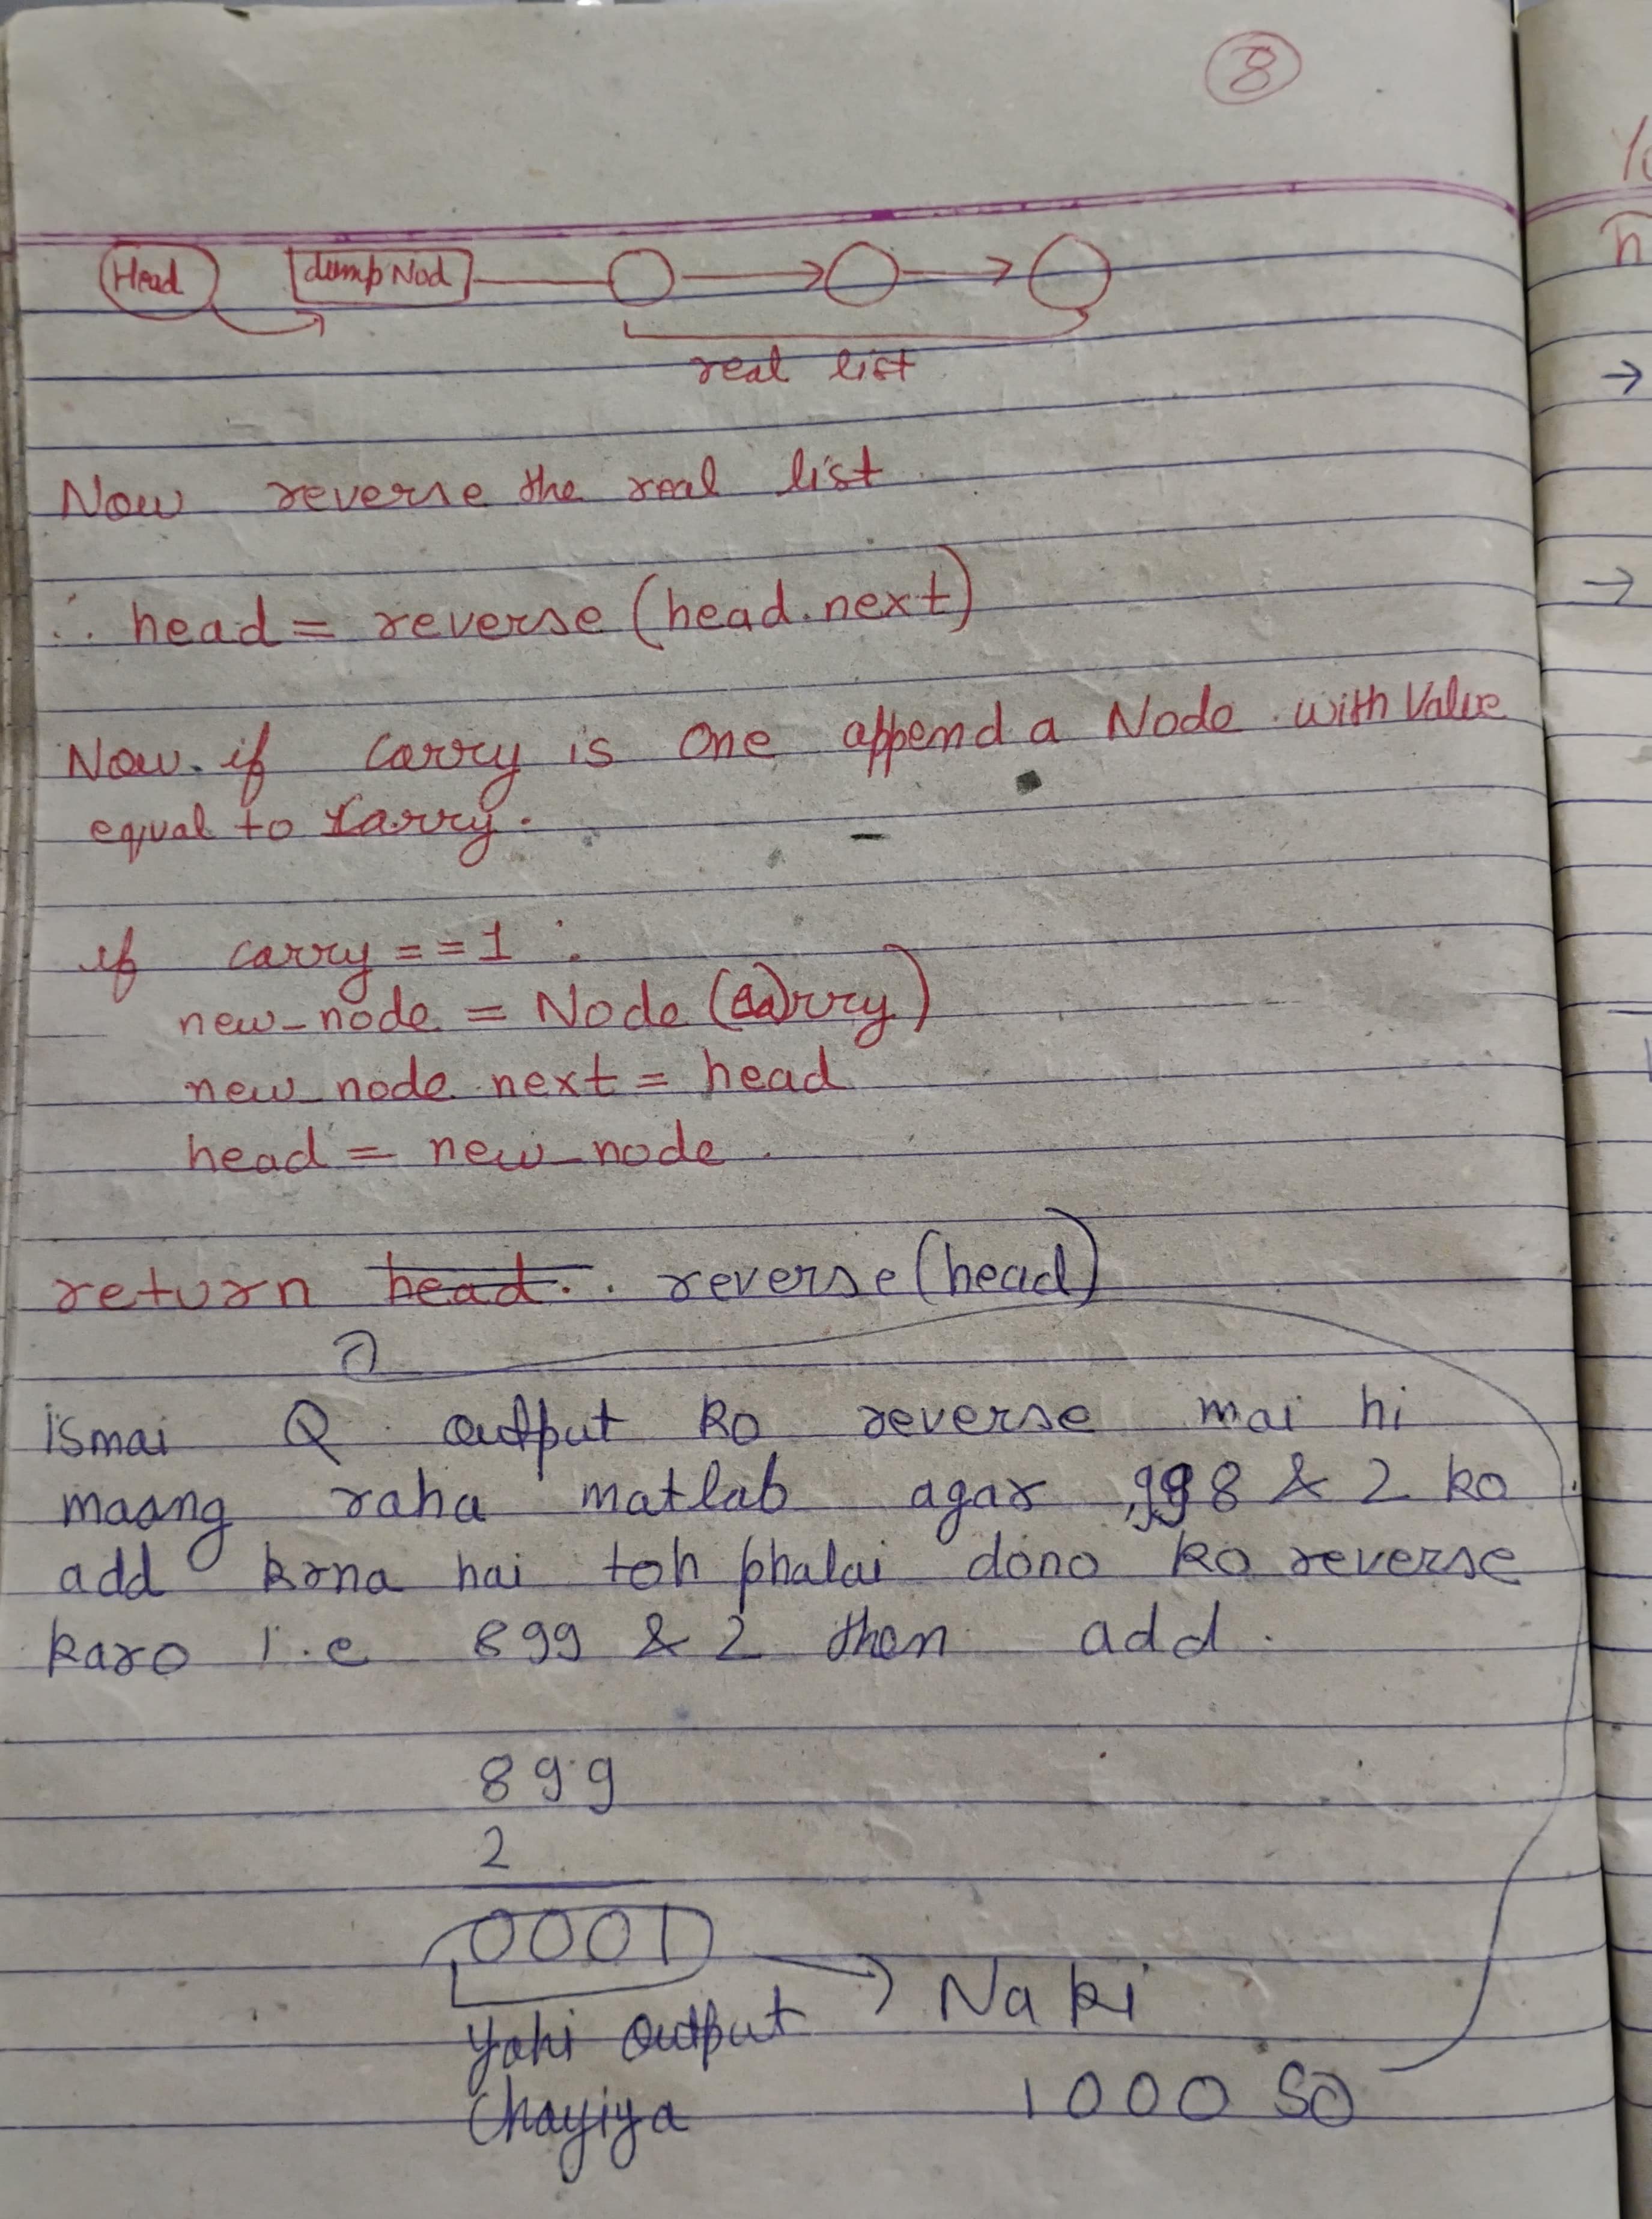 8
Head dump Nod
real list
Now reverse the real list
∴ head = reverse (head.next)
Now if carry is one append a Node with Value
equal to carry.
if carry == 1 :
new_node = Node (carry)
new_node next = head
head = new_node
return head. reverse (head)
ismai Q output ko reverse mai hi
maang raha matlab agar 998 & 2 ko
add krna hai toh phalai dono ko reverse
karo i.e 899 & 2 then add.
899
2
0001
Yahi output Na ki
Chayiya 1000 so